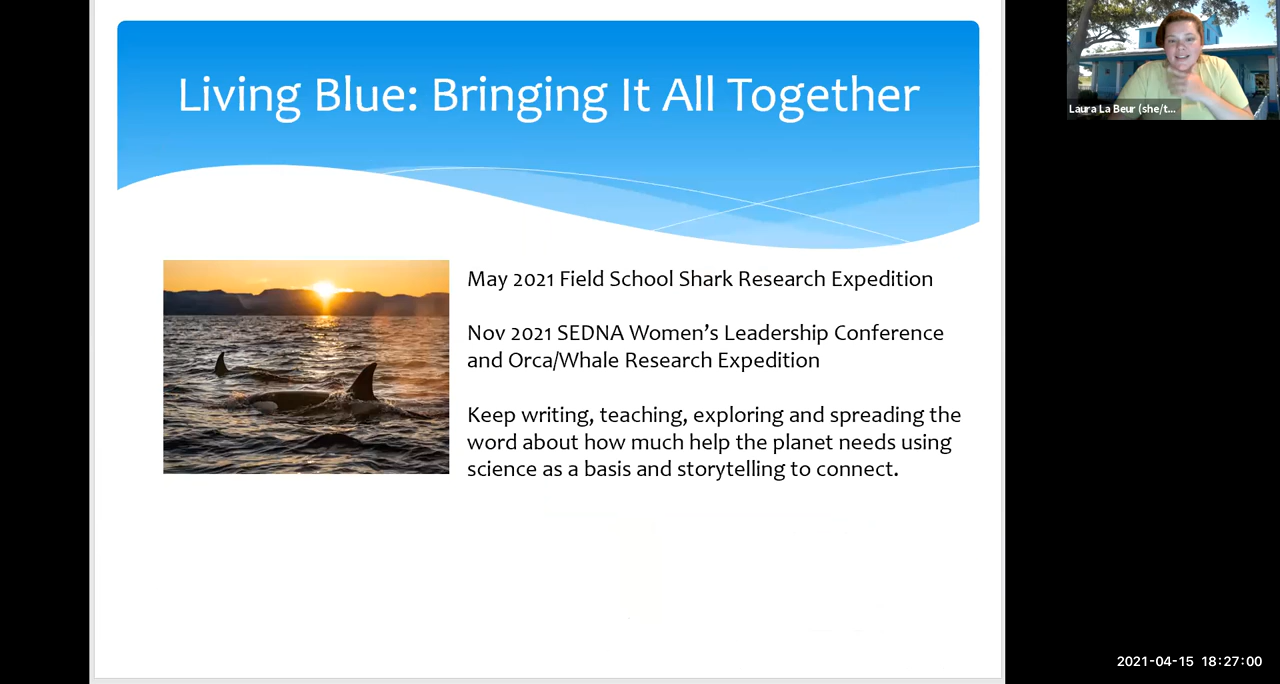 Living Blue: Bringing It All Together
Laura La Beur (she/t...
May 2021 Field School Shark Research Expedition
Nov 2021 SEDNA Women's Leadership Conference
and Orca/Whale Research Expedition
Keep writing, teaching, exploring and spreading the
word about how much help the planet needs using
science as a basis and storytelling to connect.
2021-04-15 18:27:00